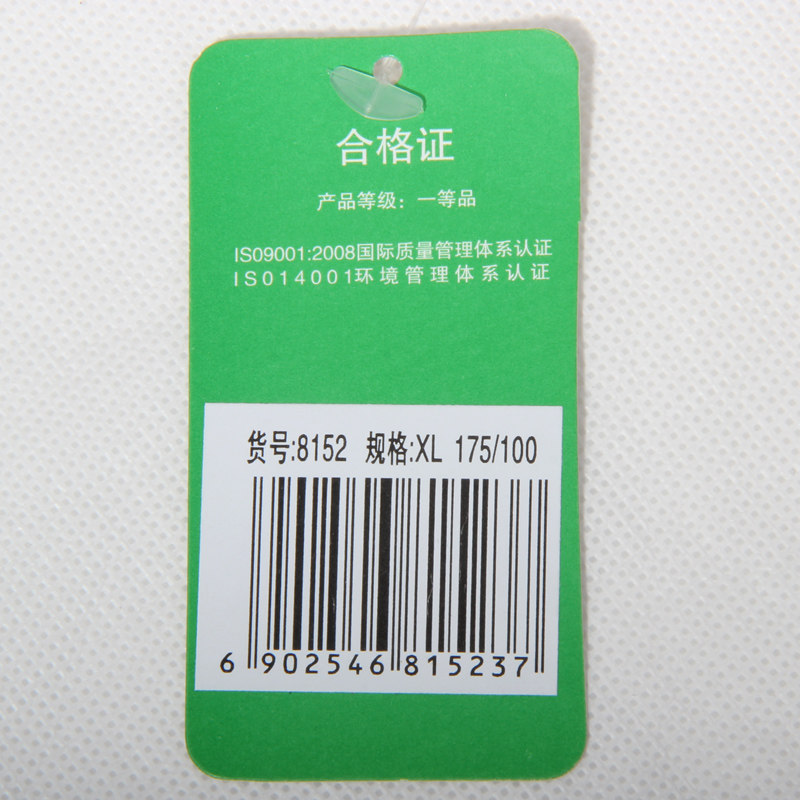 合格证
产品等级：一等品
ISO9001:2008国际质量管理体系认证
ISO14001环境管理体系认证
货号:8152 规格:XL 175/100
6 902546 815237